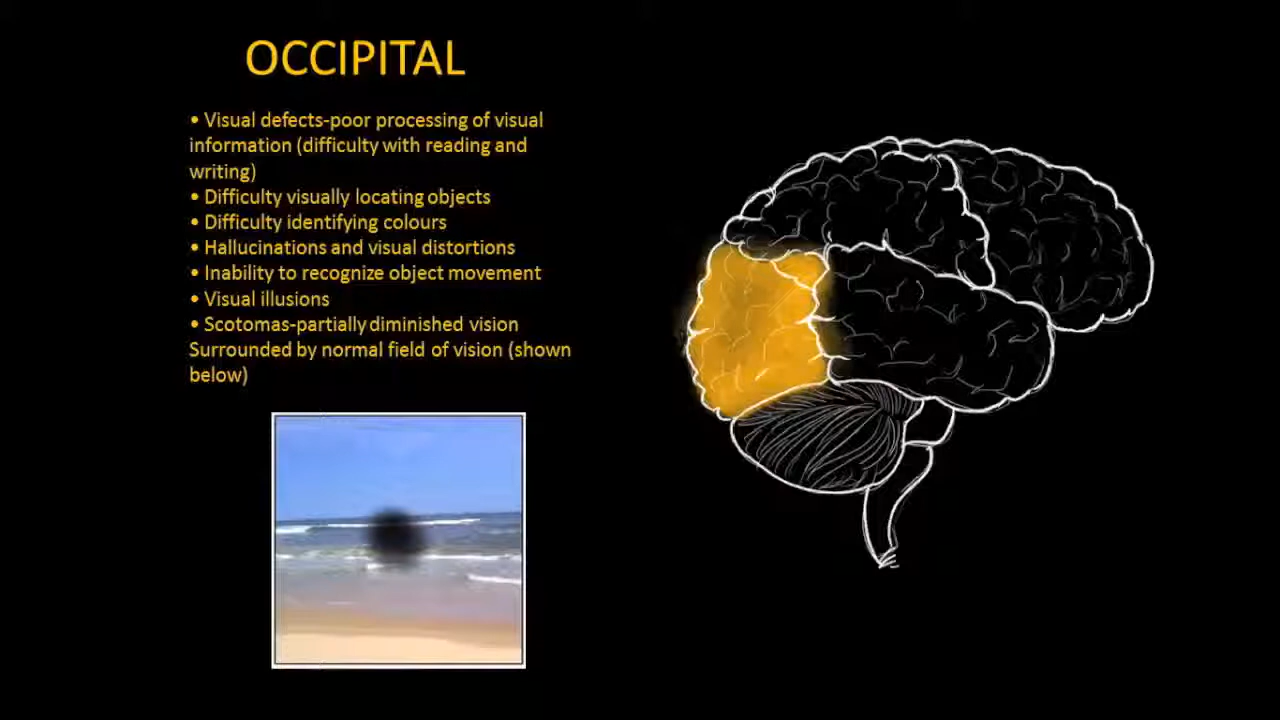 OCCIPITAL
• Visual defects-poor processing of visual
information (difficulty with reading and
writing)
• Difficulty visually locating objects
• Difficulty identifying colours
• Hallucinations and visual distortions
• Inability to recognize object movement
• Visual illusions
• Scotomas-partially diminished vision
Surrounded by normal field of vision (shown
below)